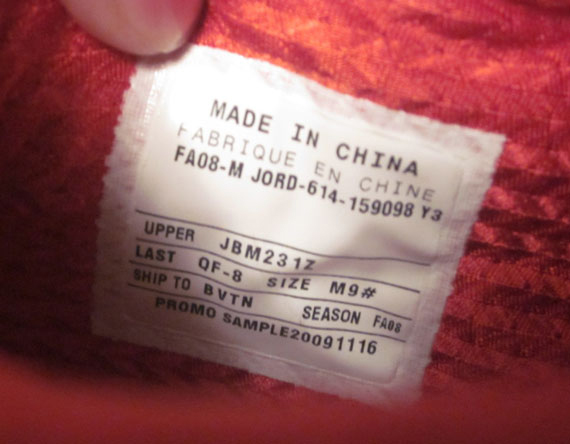 MADE IN CHINA
FABRIQUE EN CHINE
FA08-M JORD-614-159098 Y3
UPPER JBM231Z
LAST QF-8 SIZE M9#
SHIP TO BVTN SEASON FA08
PROMO SAMPLE20091116